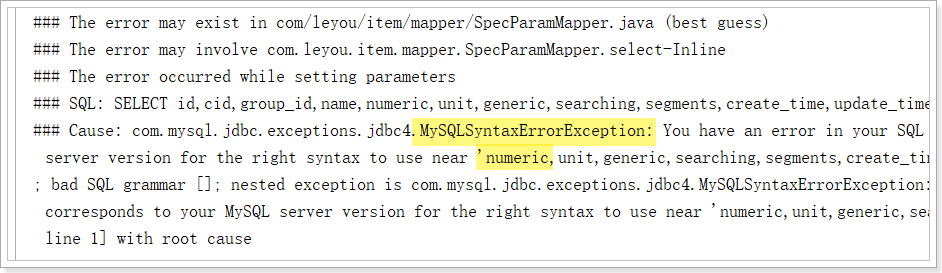 ### The error may exist in com/leyou/item/mapper/SpecParamMapper.java (best guess)
### The error may involve com.leyou.item.mapper.SpecParamMapper.select-Inline
### The error occurred while setting parameters
### SQL: SELECT id,cid,group_id,name,numeric,unit,generic,searching,segments,create_time,update_time
### Cause: com.mysql.jdbc.exceptions.jdbc4.MySQLSyntaxErrorException: You have an error in your SQL
server version for the right syntax to use near 'numeric,unit,generic,searching,segments,create_tim
; bad SQL grammar []; nested exception is com.mysql.jdbc.exceptions.jdbc4.MySQLSyntaxErrorException:
corresponds to your MySQL server version for the right syntax to use near 'numeric,unit,generic,sea
line 1] with root cause